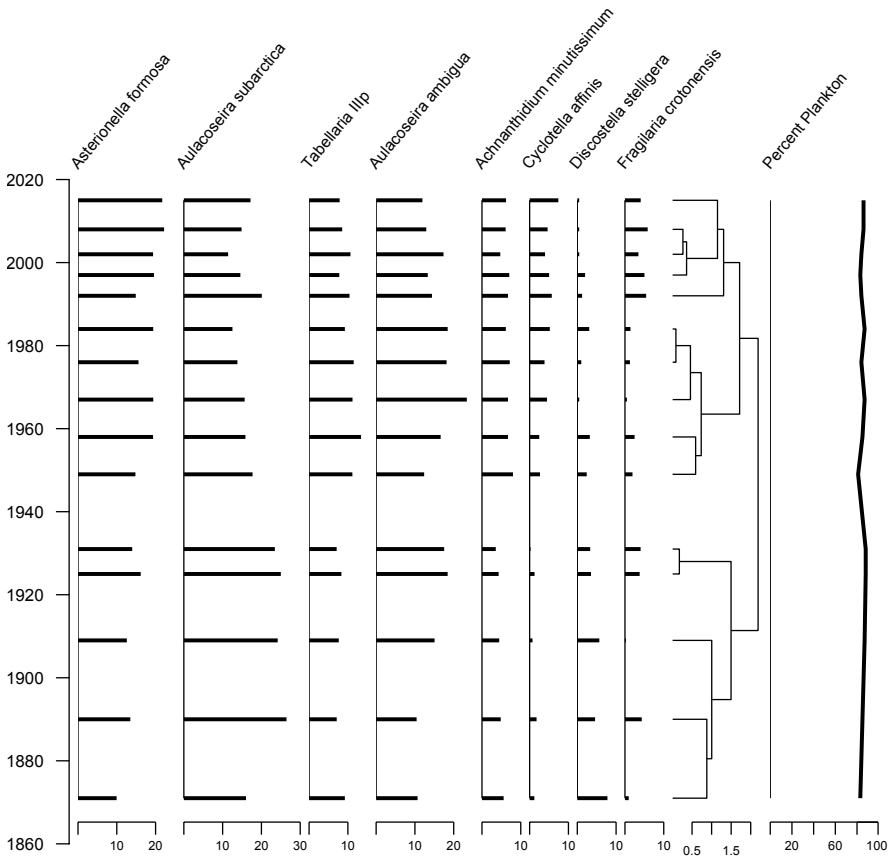 Asterionella formosa
Aulacoseira subarctica
Tabellaria IIIp
Aulacoseira ambigua
Achnanthidium minutissimum
Cyclotella affinis
Discostella stelligera
Fragilaria crotonensis
Percent Plankton
2020
2000
1980
1960
1940
1920
1900
1880
1860
10 20
10 20 30
10
10 20
10
10
10
10
0.5 1.5
20 60 100